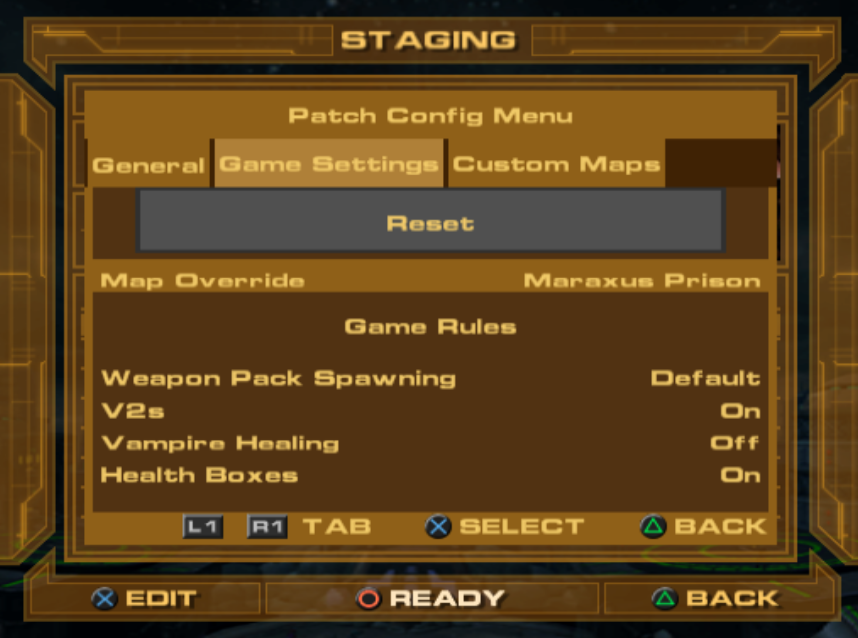 STAGING
Patch Config Menu
General Game Settings Custom Maps
Reset
Map Override Maraxus Prison
Game Rules
Weapon Pack Spawning Default
V2s On
Vampire Healing Off
Health Boxes On
L1 R1 TAB SELECT BACK
EDIT READY BACK